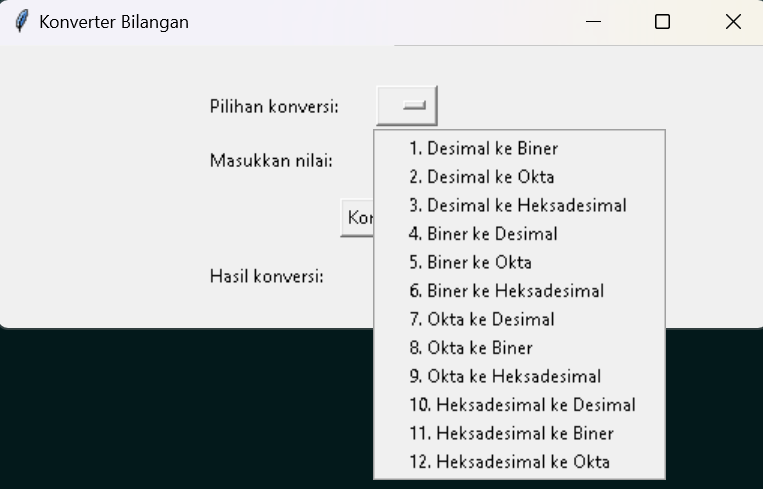 Konverter Bilangan
Pilihan konversi:
Masukkan nilai:
Hasil konversi:
1. Desimal ke Biner
2. Desimal ke Okta
3. Desimal ke Heksadesimal
4. Biner ke Desimal
5. Biner ke Okta
6. Biner ke Heksadesimal
7. Okta ke Desimal
8. Okta ke Biner
9. Okta ke Heksadesimal
10. Heksadesimal ke Desimal
11. Heksadesimal ke Biner
12. Heksadesimal ke Okta